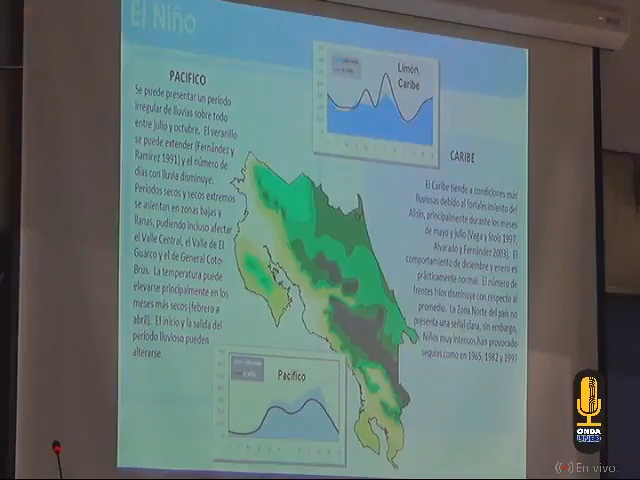 El Niño
PACIFICO
Se puede presentar un período
irregular de lluvias sobre todo
entre julio y octubre. El veranillo
se puede extender (Fernández y
Ramírez 1991) y el número de
días con lluvia disminuye.
Períodos secos y secos extremos
se asientan en zonas bajas y
llanas, pudiendo incluso afectar
el Valle Central, el Valle de El
Guarco y el de General Coto-
Brus. La temperatura puede
elevarse principalmente en los
meses más secos (febrero a
abril). El inicio y la salida del
período lluvioso pueden
alterarse.
Limón,
Caribe
CARIBE
El Caribe tiende a condiciones más
lluviosas debido al fortalecimiento del
Alisio, principalmente durante los meses
de mayo y julio (Vega y Stolz 1997,
Alvarado y Fernández 2003). El
comportamiento de diciembre y enero es
prácticamente normal. El número de
frentes fríos disminuye con respecto al
promedio. La Zona Norte del país no
presenta una señal clara, sin embargo,
Niños muy intensos han provocado
sequías como en 1965, 1982 y 1997
Pacífico
ONDA
UNED
En vivo.